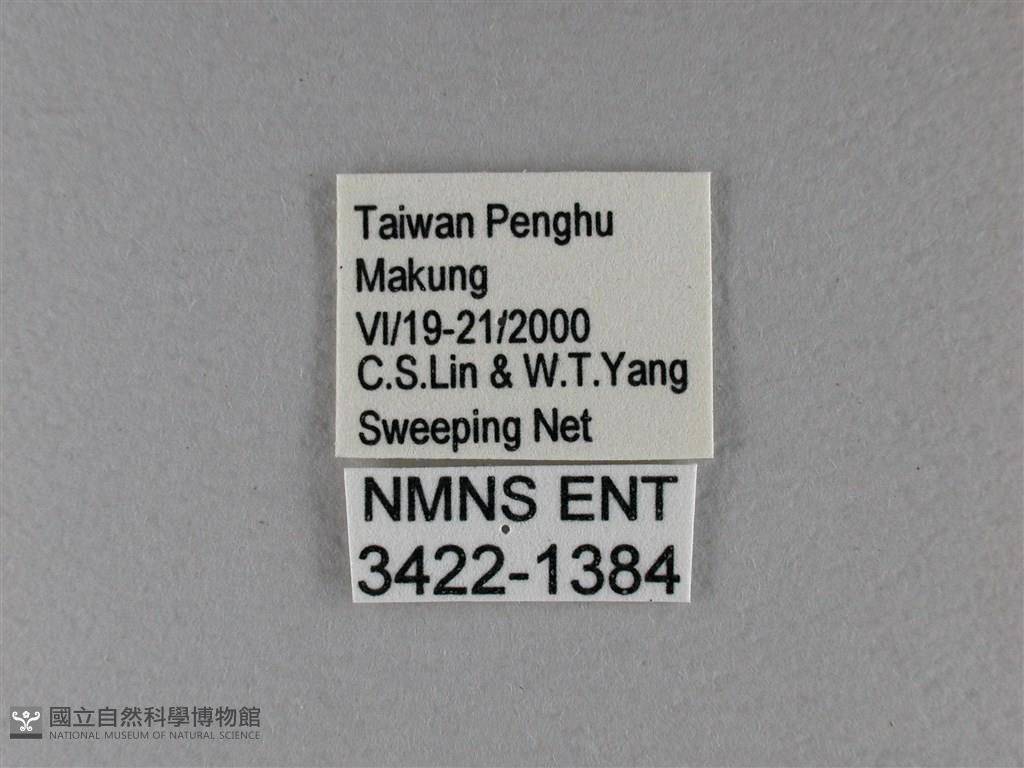 Taiwan Penghu
Makung
VI/19-21/2000
C.S.Lin & W.T.Yang
Sweeping Net
NMNS ENT
3422-1384
國立自然科學博物館
NATIONAL MUSEUM OF NATURAL SCIENCE